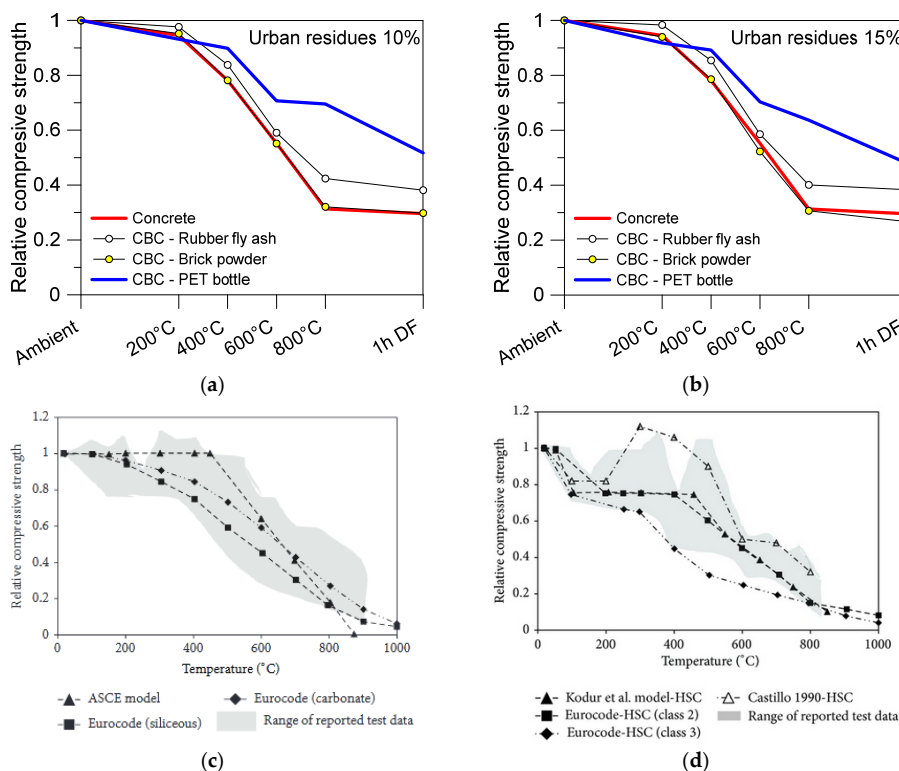 Urban residues 10%
Relative compresive strength
1
0.8
0.6
0.4
0.2
0
Concrete
CBC - Rubber fly ash
CBC - Brick powder
CBC - PET bottle
Ambient
200°C
400°C
600°C
800°C
1h DF
(a)
Urban residues 15%
Relative compresive strength
1
0.8
0.6
0.4
0.2
0
Concrete
CBC - Rubber fly ash
CBC - Brick powder
CBC - PET bottle
Ambient
200°C
400°C
600°C
800°C
1h DF
(b)
Relative compressive strength
1.2
1
0.8
0.6
0.4
0.2
0
0 200 400 600 800 1000
Temperature (°C)
ASCE model
Eurocode (carbonate)
Eurocode (siliceous)
Range of reported test data
(c)
Relative compressive strength
1.2
1.0
0.8
0.6
0.4
0.2
0
0 200 400 600 800 1000
Temperature (°C)
Kodur et al. model-HSC
Castillo 1990-HSC
Eurocode-HSC (class 2)
Range of reported test data
Eurocode-HSC (class 3)
(d)